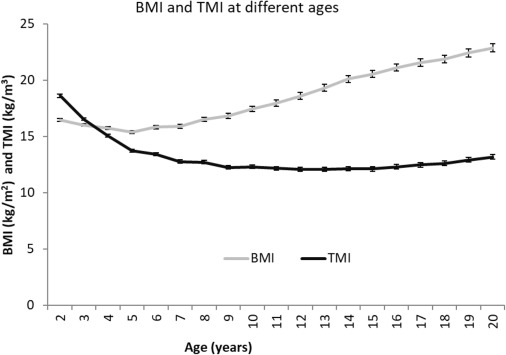 BMI and TMI at different ages
BMI (kg/m²) and TMI (kg/m³)
30
25
20
15
10
5
0
BMI
TMI
2 3 4 5 6 7 8 9 10 11 12 13 14 15 16 17 18 19 20
Age (years)